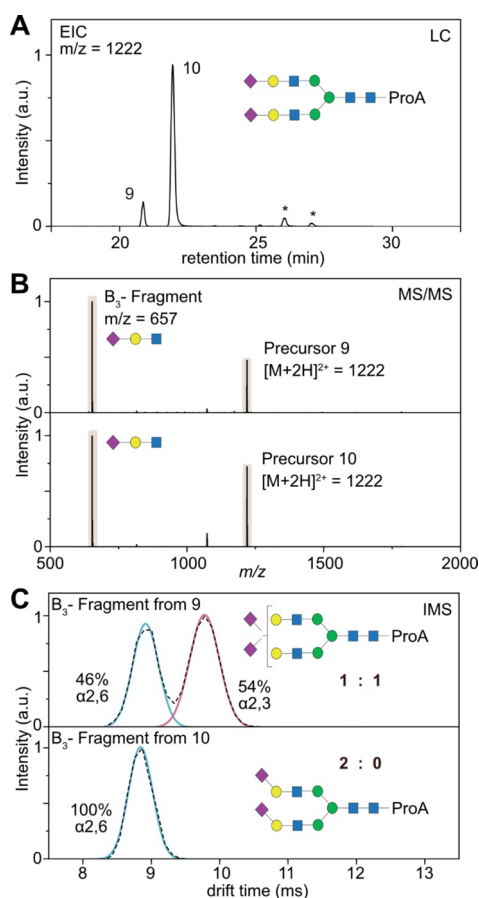 A
EIC
m/z = 1222
LC
10
9
ProA
*
*
1
0
Intensity (a.u.)
20
25
30
retention time (min)
B
B₃- Fragment
m/z = 657
MS/MS
Precursor 9
[M+2H]²⁺ = 1222
1
0
Precursor 10
[M+2H]²⁺ = 1222
1
0
Intensity (a.u.)
500
1000
1500
2000
m/z
C
B₃- Fragment from 9
IMS
46%
α2,6
54%
α2,3
ProA
1 : 1
1
0
B₃- Fragment from 10
2 : 0
100%
α2,6
ProA
1
0
Intensity (a.u.)
8
9
10
11
12
13
drift time (ms)